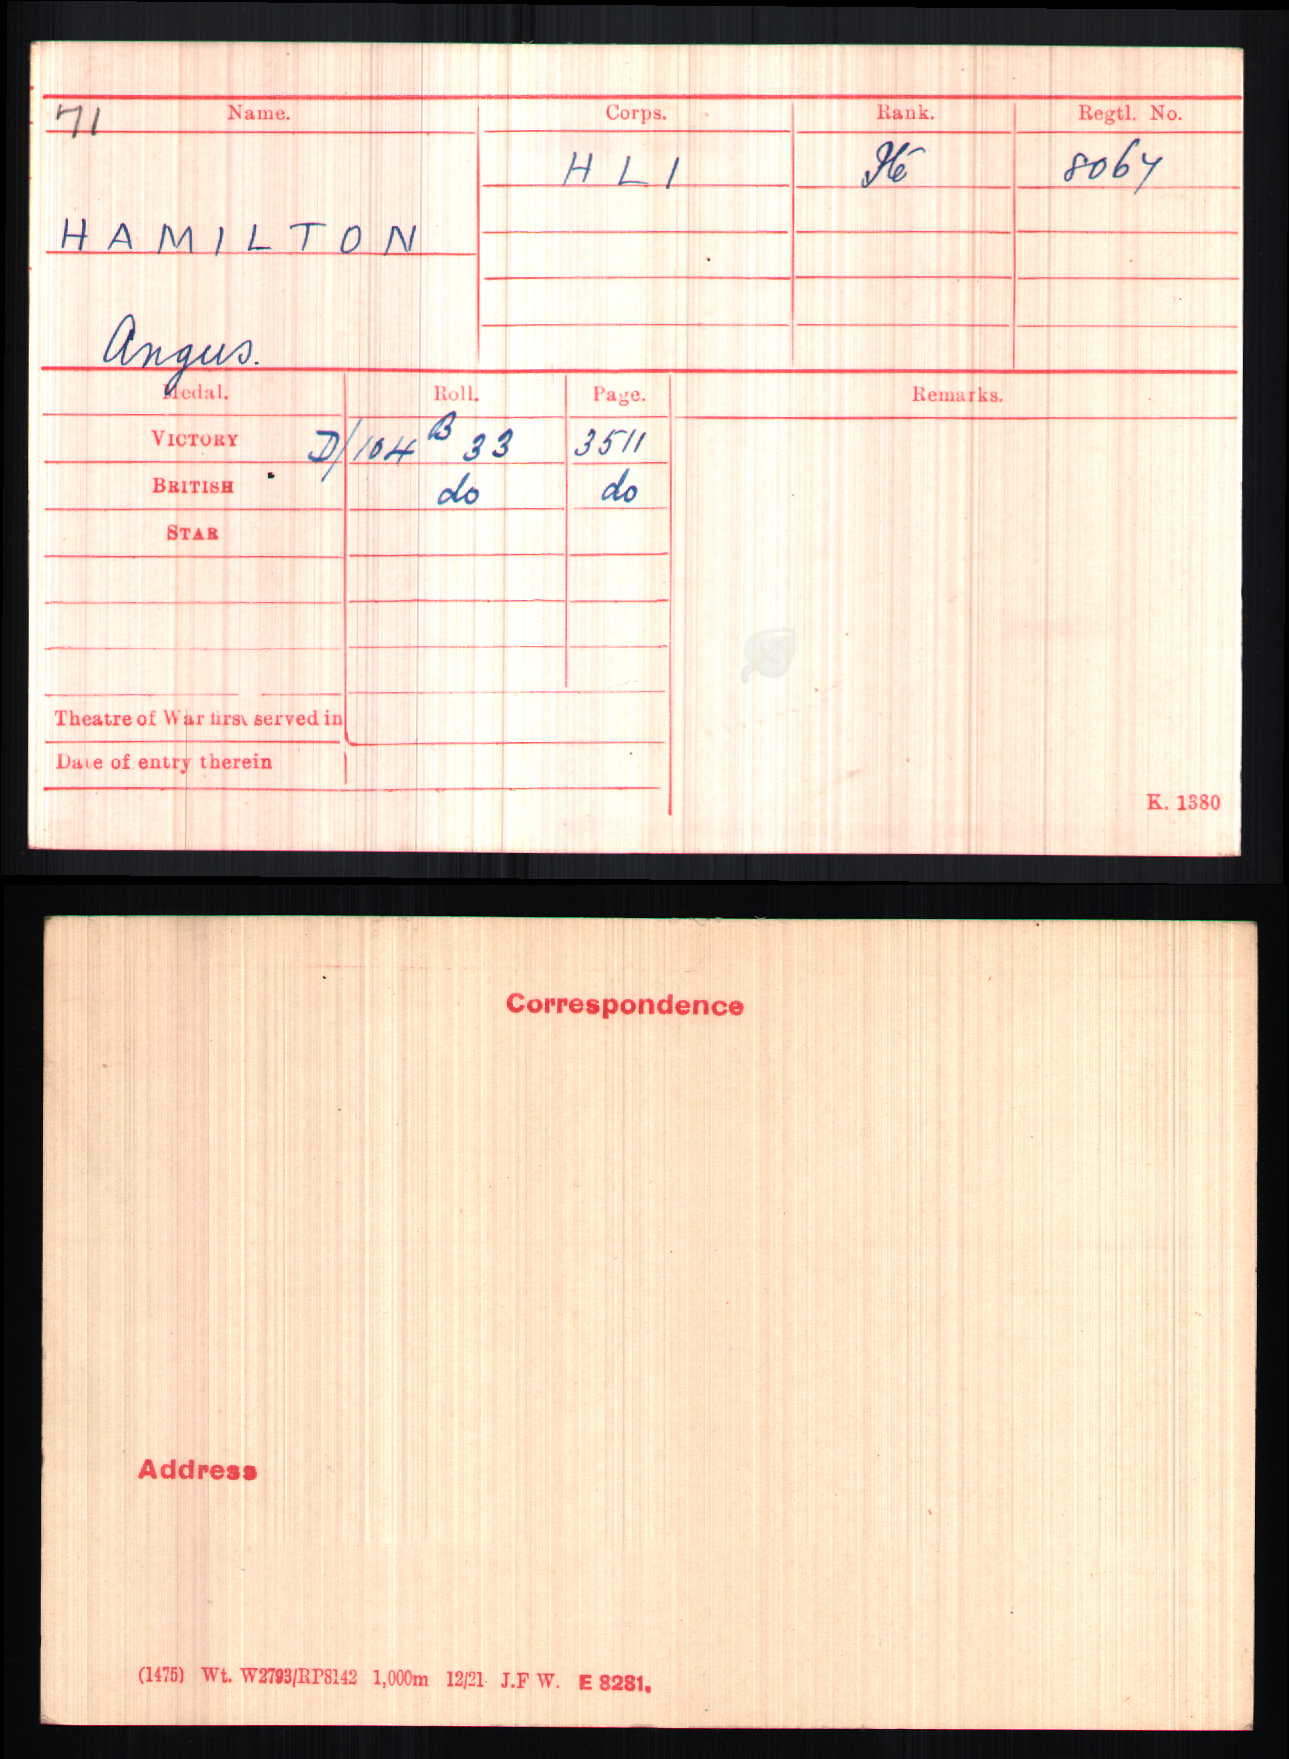 71 Name. Corps. Rank. Regtl. No.
H L I Pte 8067
HAMILTON
Angus.
Medal. Roll. Page. Remarks.
VICTORY D/104 B 33 3511
BRITISH do do
STAR
Theatre of War first served in
Date of entry therein
K. 1380
Correspondence
Address
(1475) Wt. W2793/RP8142 1,000m 12/21 J.F W. E 8281.